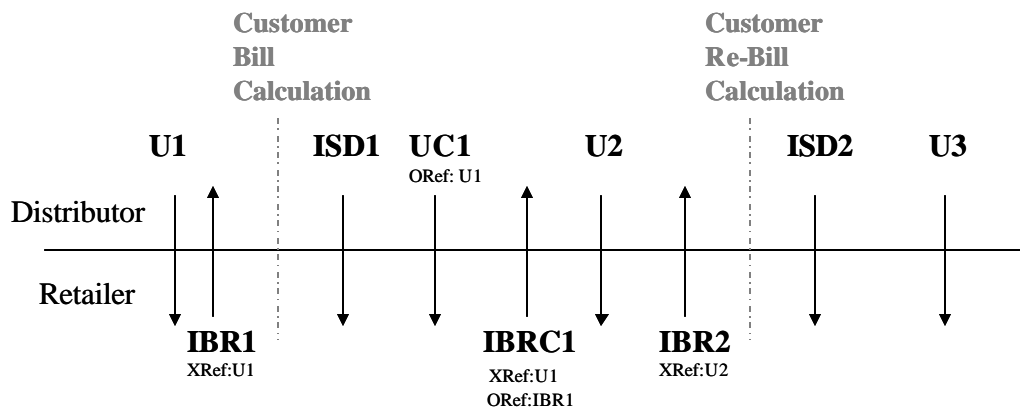 Customer
Bill
Calculation
Customer
Re-Bill
Calculation
U1
ISD1
UC1
ORef: U1
U2
ISD2
U3
Distributor
Retailer
IBR1
XRef:U1
IBRC1
XRef:U1
ORef:IBR1
IBR2
XRef:U2